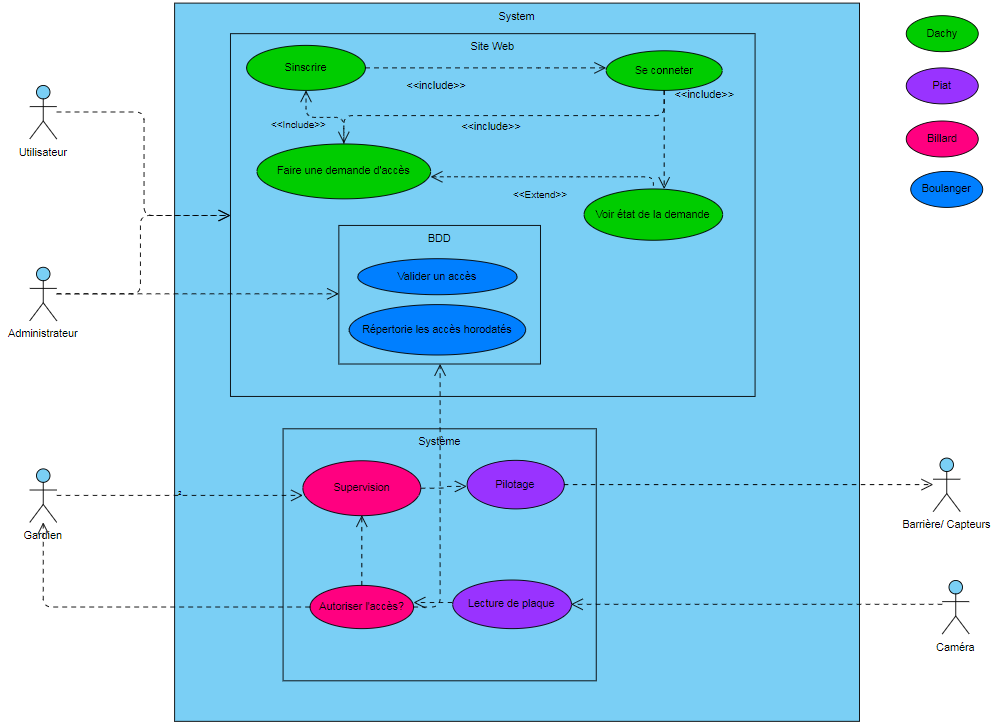 System
Site Web
Sinscrire
Se conneter
<<include>>
<<include>>
<<Include>>
<<include>>
Faire une demande d'accès
<<Extend>>
Voir état de la demande
BDD
Valider un accès
Répertorie les accès horodatés
Système
Supervision
Pilotage
Autoriser l'accès?
Lecture de plaque
Utilisateur
Administrateur
Gardien
Barrière/ Capteurs
Caméra
Dachy
Piat
Billard
Boulanger